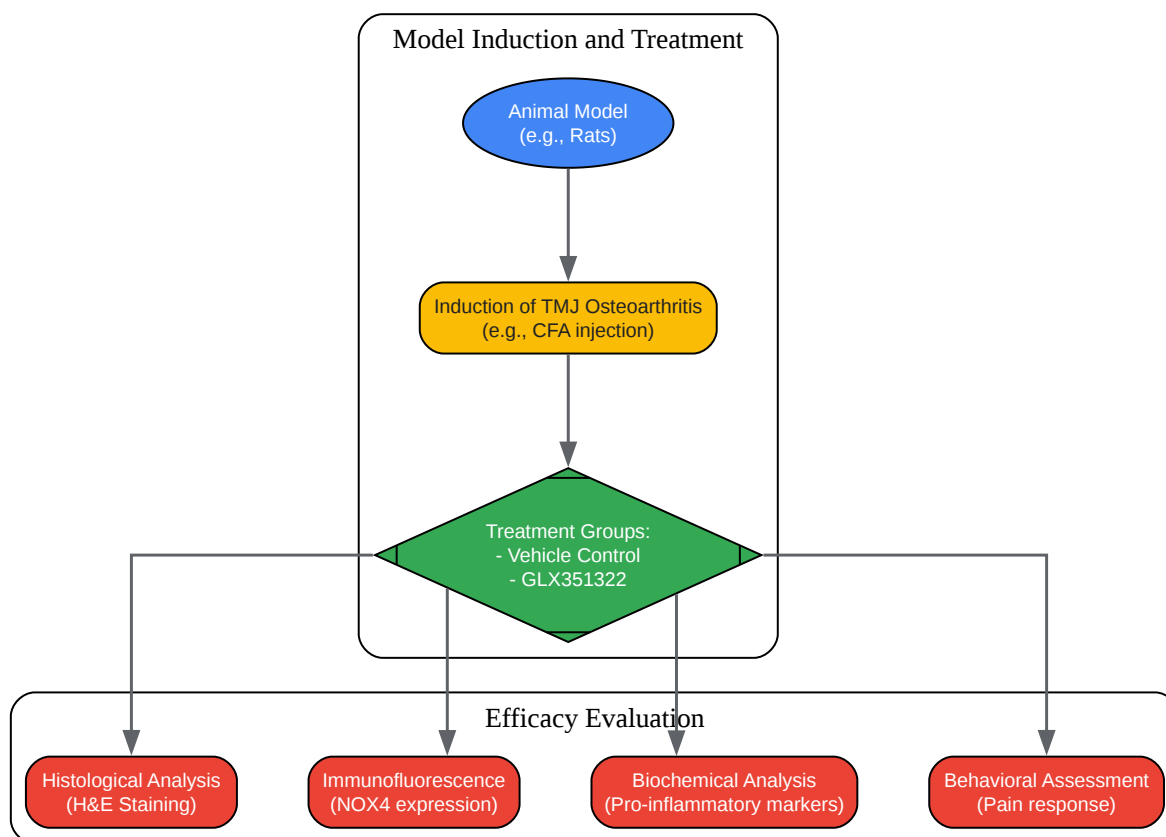 Model Induction and Treatment
Animal Model
(e.g., Rats)
Induction of TMJ Osteoarthritis
(e.g., CFA injection)
Treatment Groups:
- Vehicle Control
- GLX351322
Efficacy Evaluation
Histological Analysis
(H&E Staining)
Immunofluorescence
(NOX4 expression)
Biochemical Analysis
(Pro-inflammatory markers)
Behavioral Assessment
(Pain response)